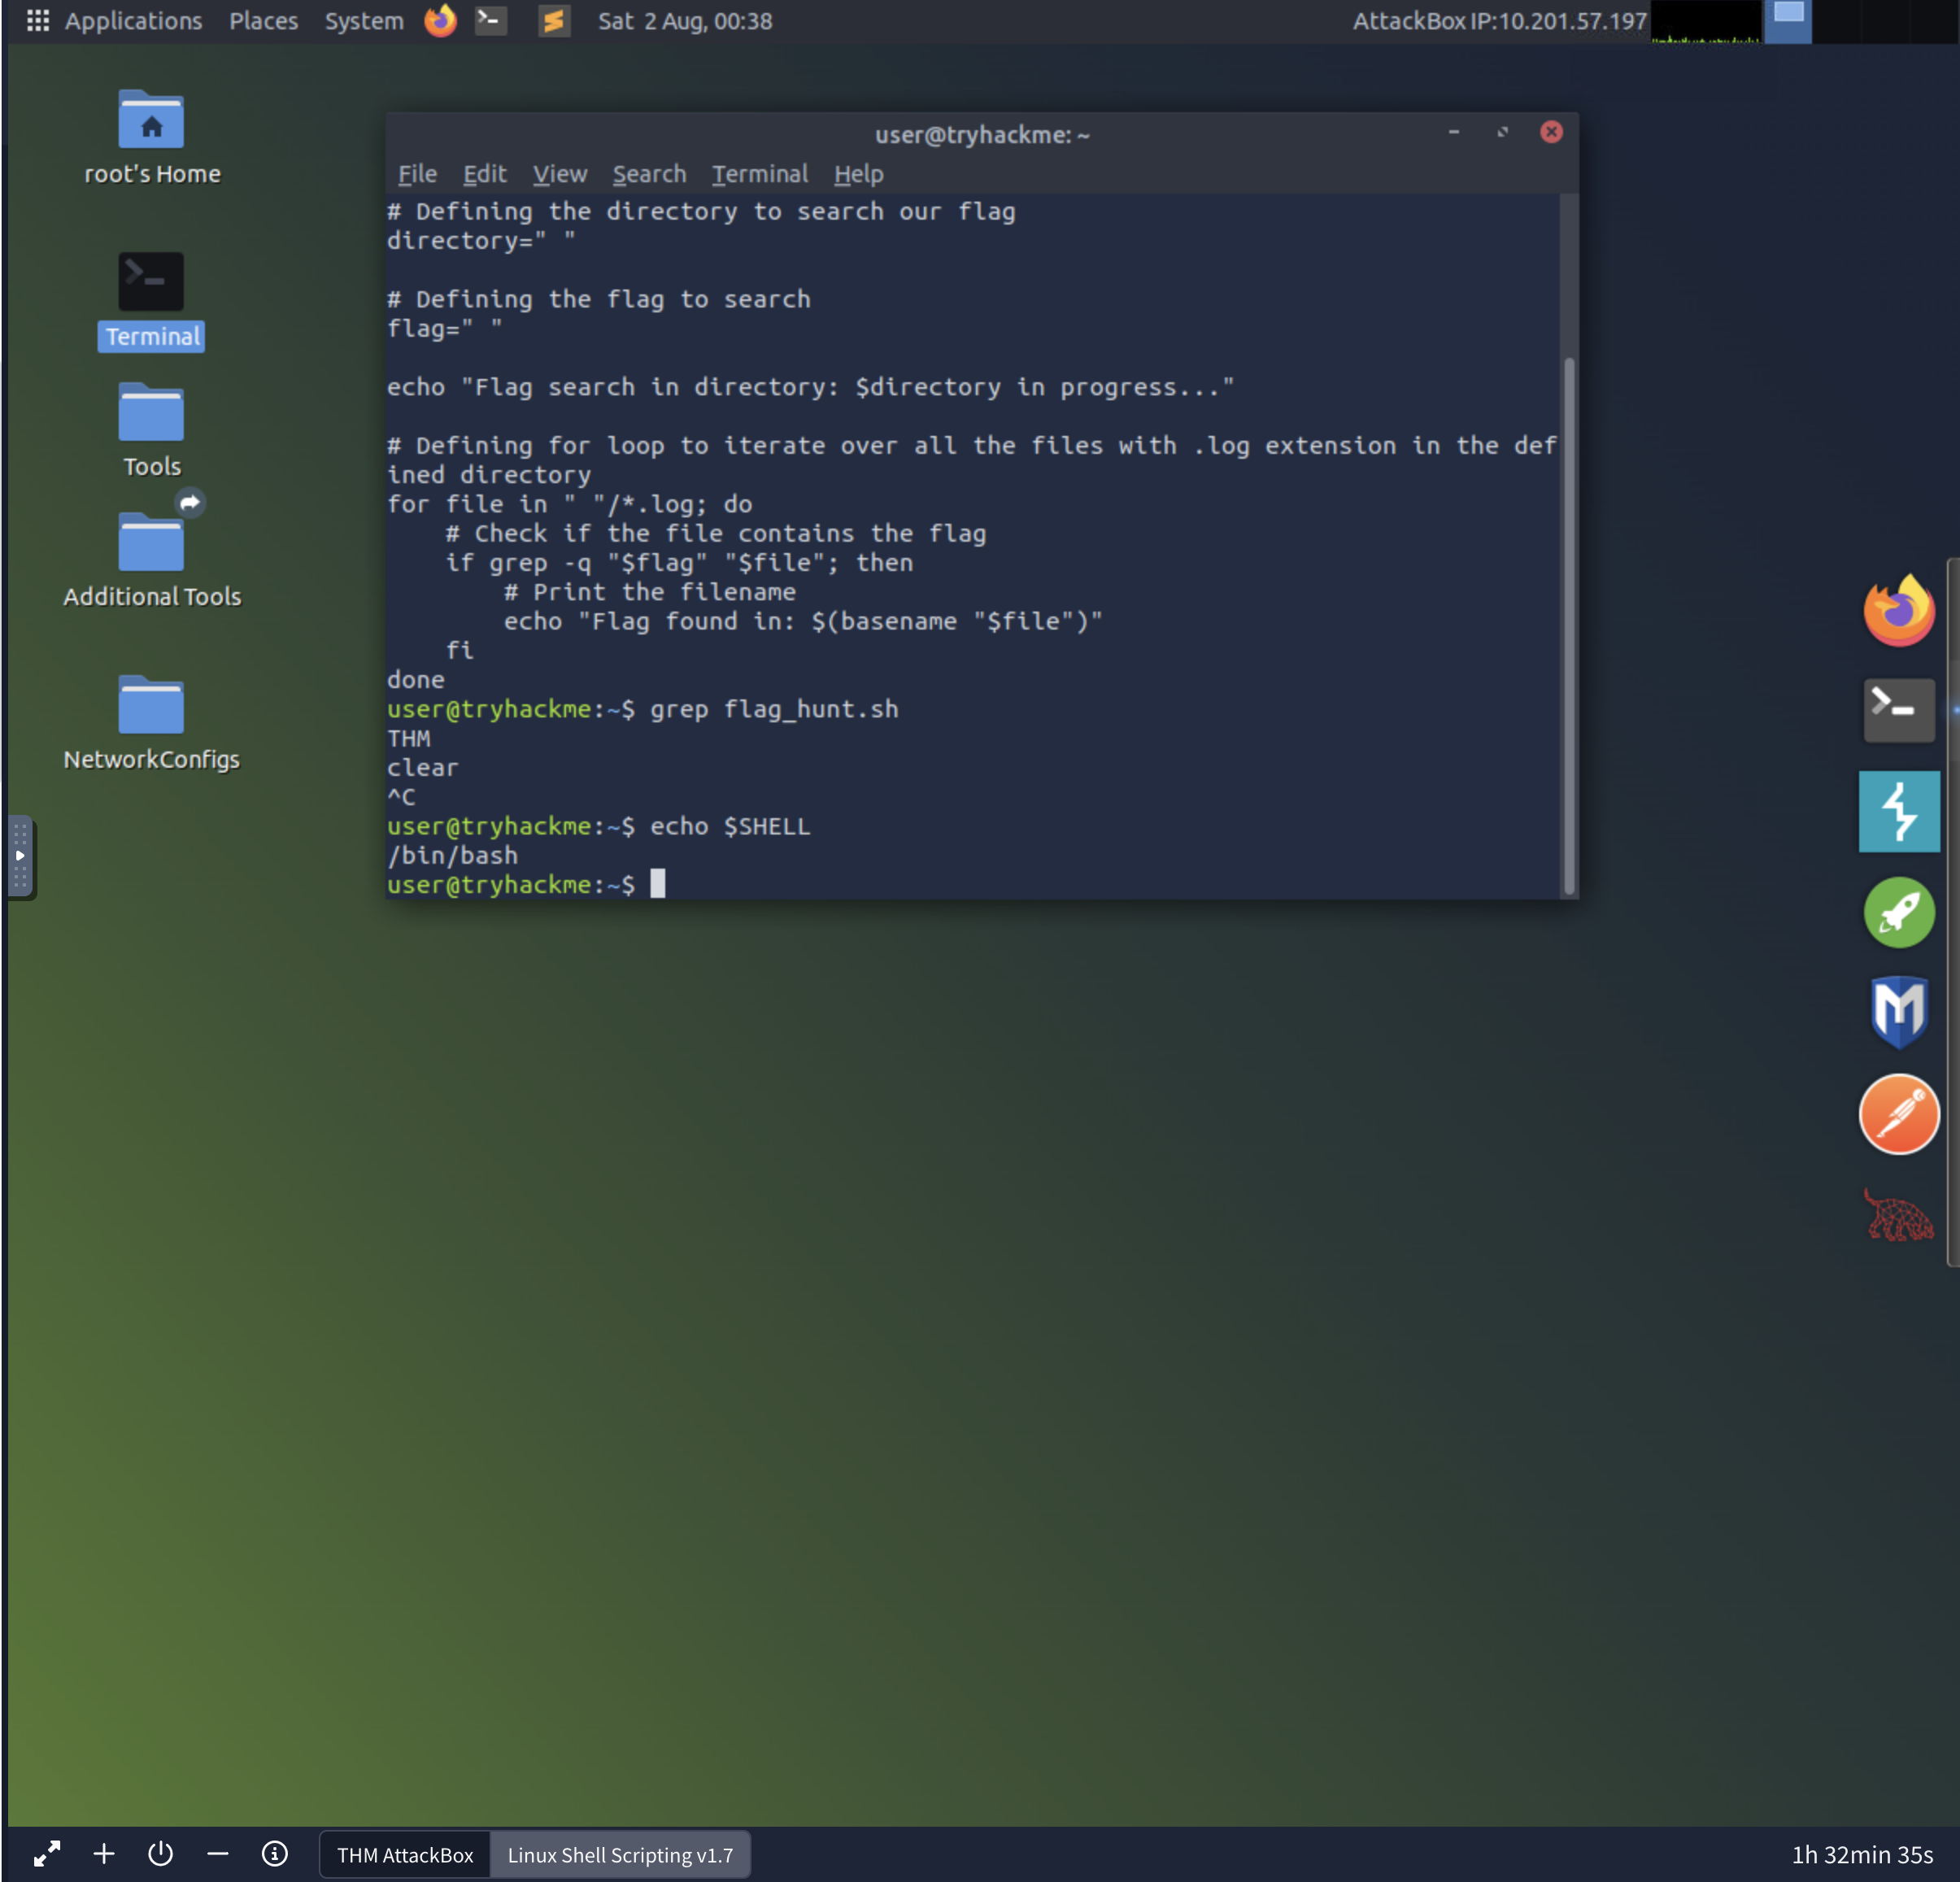 Applications Places System Sat 2 Aug, 00:38 AttackBox IP:10.201.57.197
root's Home
Terminal
Tools
Additional Tools
NetworkConfigs
user@tryhackme: ~
File Edit View Search Terminal Help
# Defining the directory to search our flag
directory=" "
# Defining the flag to search
flag=" "
echo "Flag search in directory: $directory in progress..."
# Defining for loop to iterate over all the files with .log extension in the def
ined directory
for file in " "/*.log; do
    # Check if the file contains the flag
    if grep -q "$flag" "$file"; then
        # Print the filename
        echo "Flag found in: $(basename "$file")"
    fi
done
user@tryhackme:~$ grep flag_hunt.sh
THM
clear
^C
user@tryhackme:~$ echo $SHELL
/bin/bash
user@tryhackme:~$
THM AttackBox Linux Shell Scripting v1.7 1h 32min 35s